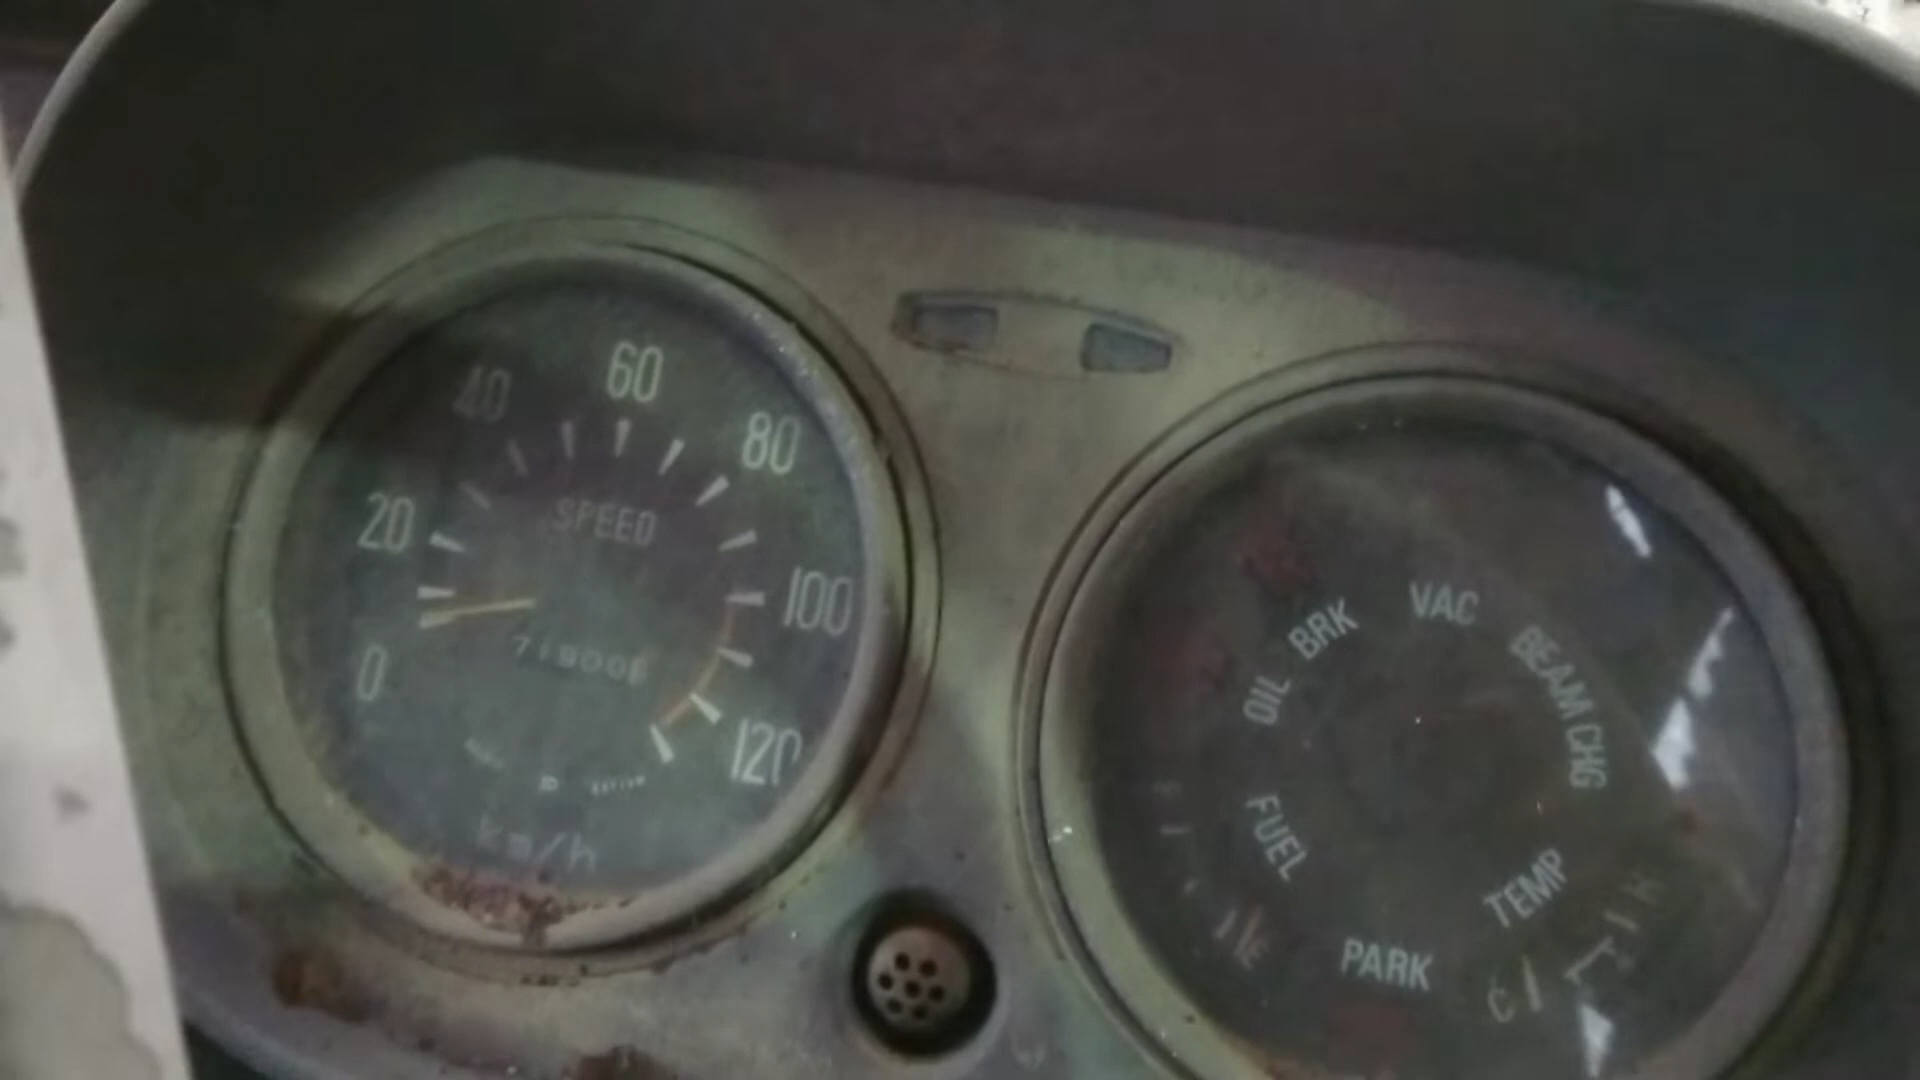 40
60
80
20
SPEED
100
0
120
km/h
VAC
BRK
BEAM
OIL
CHG
FUEL
TEMP
H
E
PARK
C